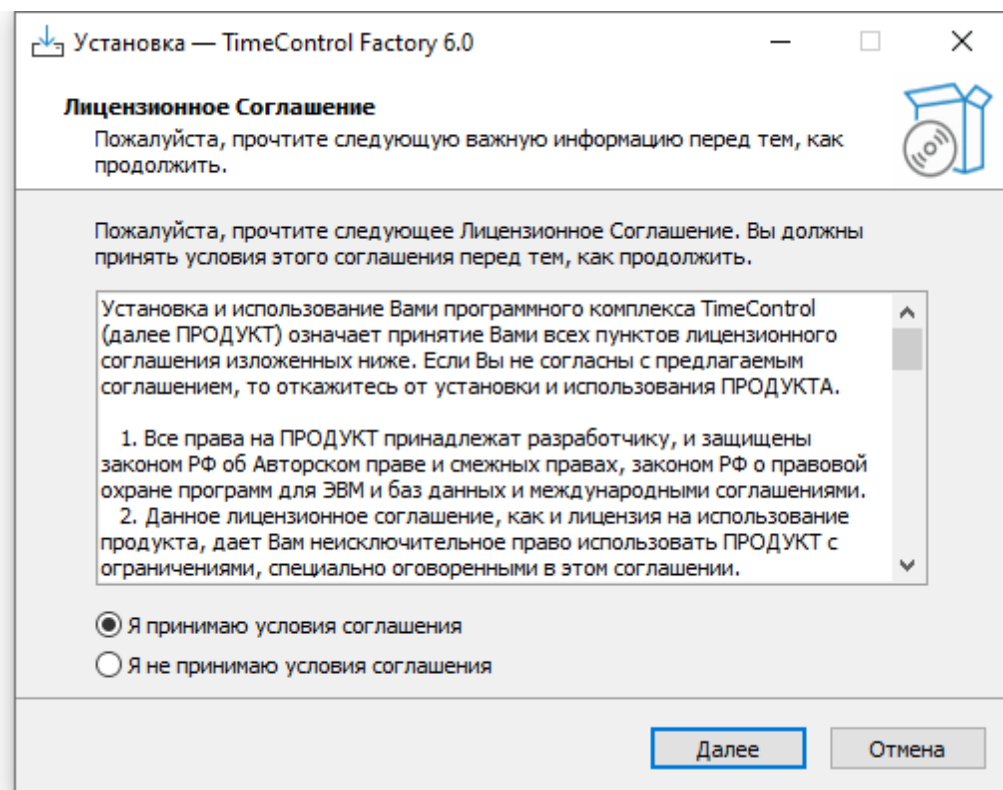 Установка — TimeControl Factory 6.0
Лицензионное Соглашение
Пожалуйста, прочтите следующую важную информацию перед тем, как
продолжить.
Пожалуйста, прочтите следующее Лицензионное Соглашение. Вы должны
принять условия этого соглашения перед тем, как продолжить.
Установка и использование Вами программного комплекса TimeControl
(далее ПРОДУКТ) означает принятие Вами всех пунктов лицензионного
соглашения изложенных ниже. Если Вы не согласны с предлагаемым
соглашением, то откажитесь от установки и использования ПРОДУКТА.
1. Все права на ПРОДУКТ принадлежат разработчику, и защищены
законом РФ об Авторском праве и смежных правах, законом РФ о правовой
охране программ для ЭВМ и баз данных и международными соглашениями.
2. Данное лицензионное соглашение, как и лицензия на использование
продукта, дает Вам неисключительное право использовать ПРОДУКТ с
ограничениями, специально оговоренными в этом соглашении.
Я принимаю условия соглашения
Я не принимаю условия соглашения
Далее
Отмена